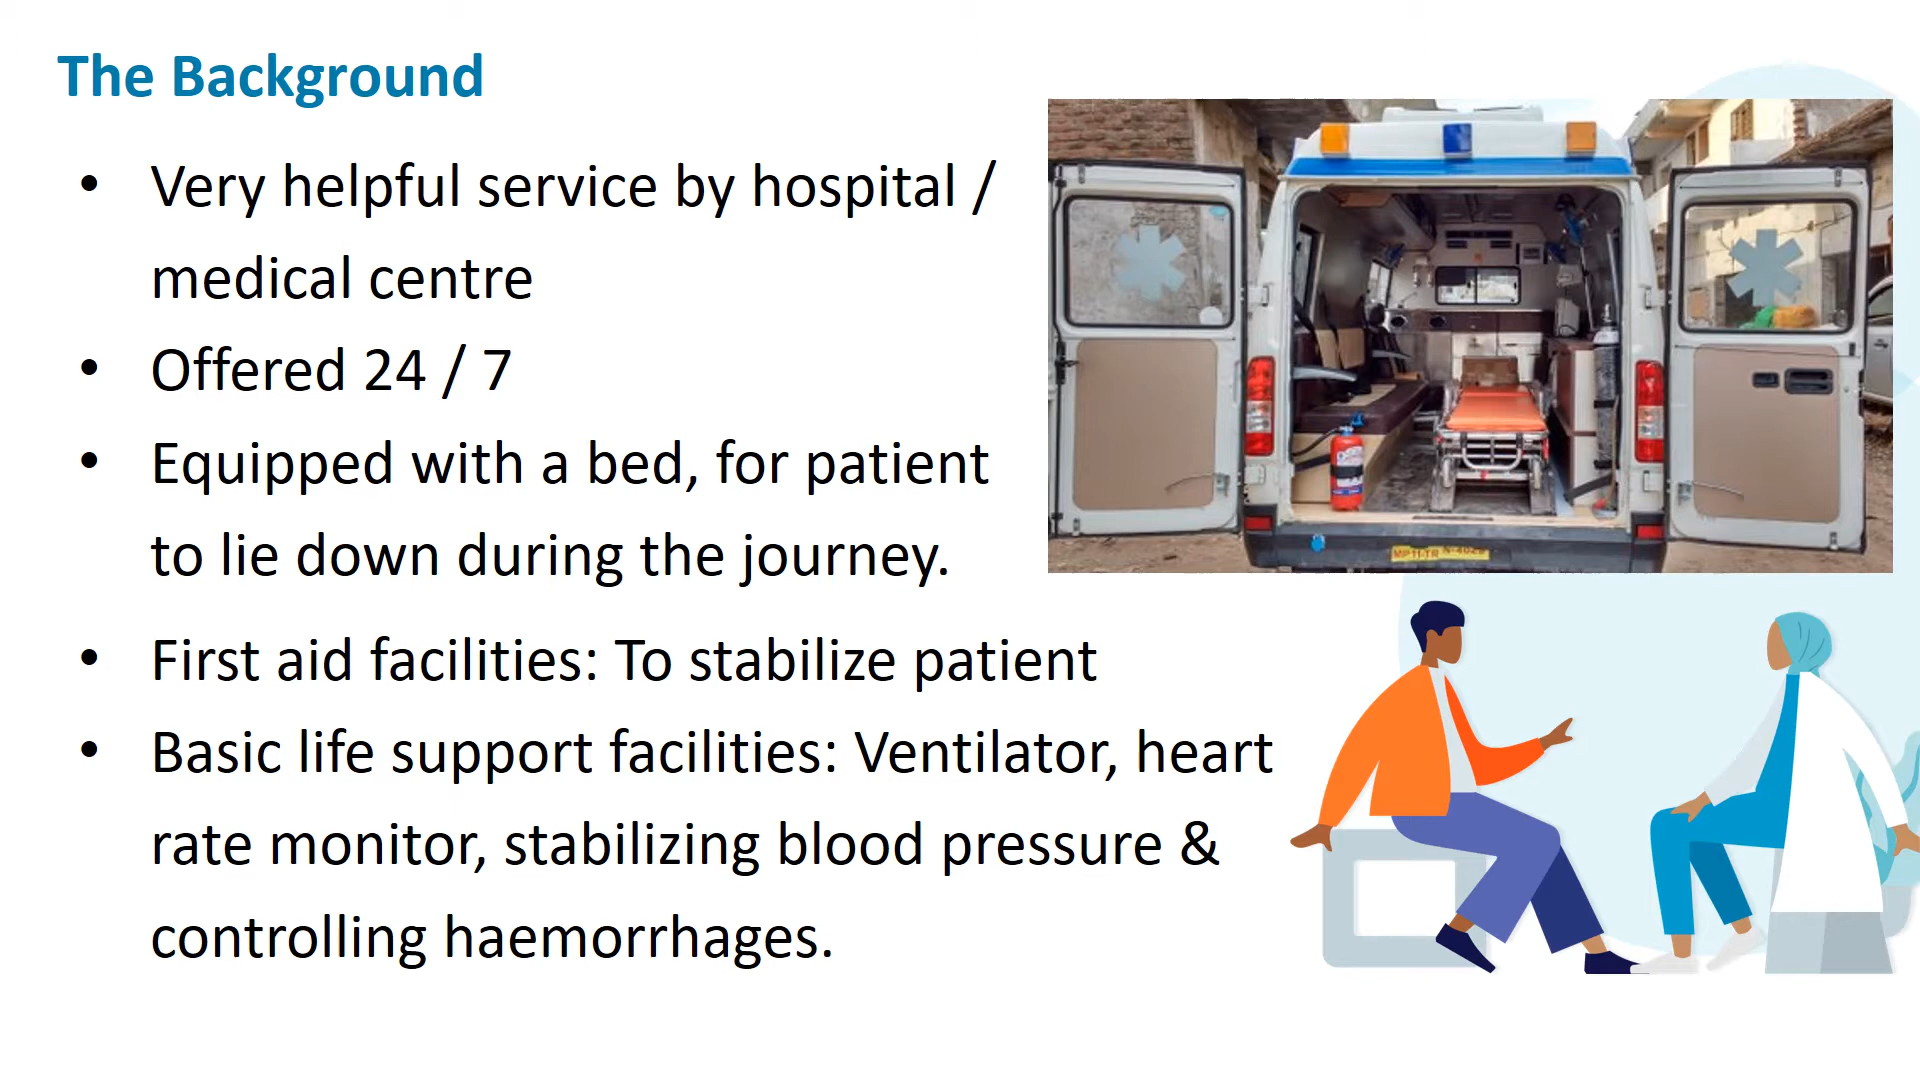 The Background
• Very helpful service by hospital /
medical centre
• Offered 24 / 7
• Equipped with a bed, for patient
to lie down during the journey.
• First aid facilities: To stabilize patient
• Basic life support facilities: Ventilator, heart
rate monitor, stabilizing blood pressure &
controlling haemorrhages.